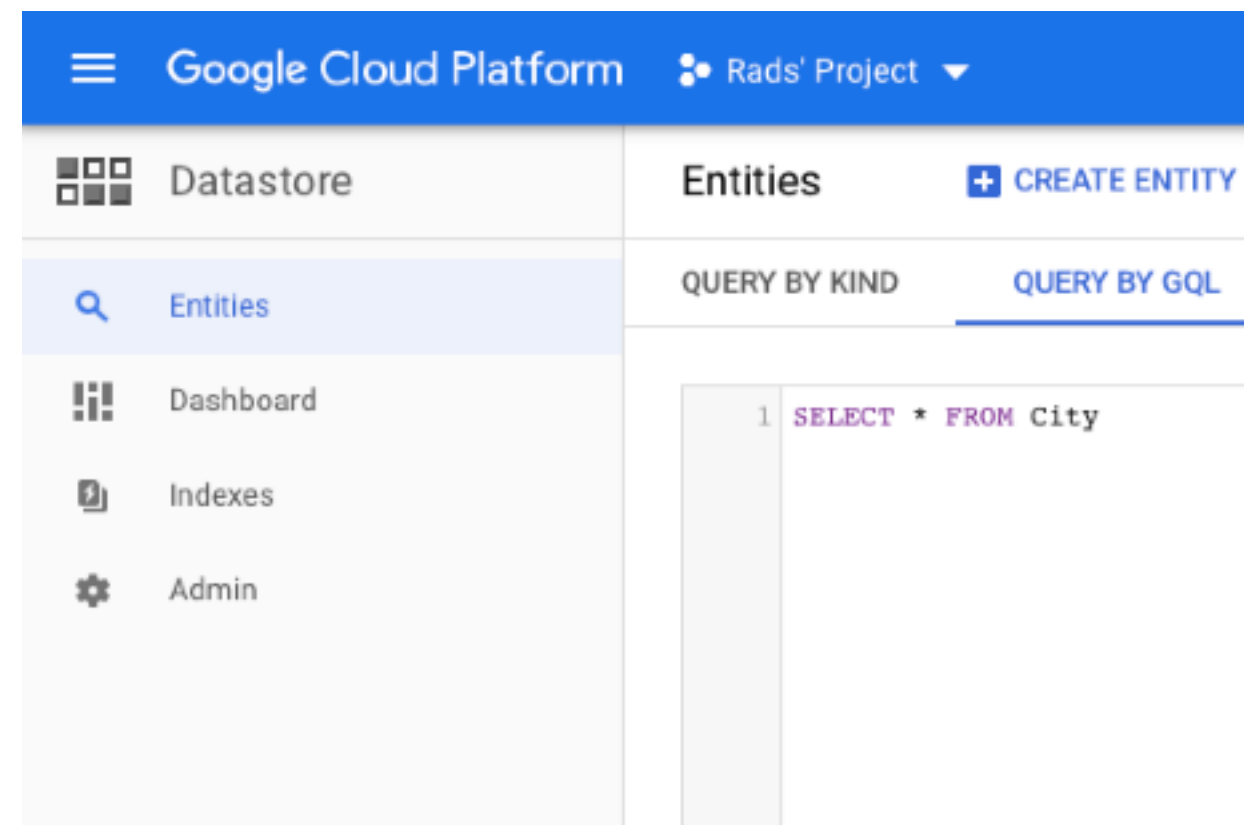 Google Cloud Platform Rads' Project
Datastore
Entities
Dashboard
Indexes
Admin
Entities CREATE ENTITY
QUERY BY KIND QUERY BY GQL
1 SELECT * FROM City